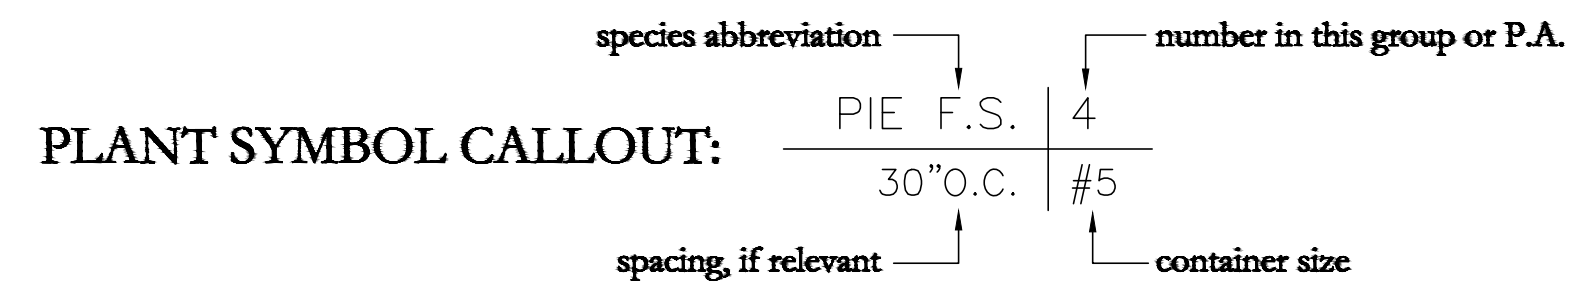 species abbreviation
number in this group or P.A.
PLANT SYMBOL CALLOUT:
PIE F.S.
4
30"O.C.
#5
spacing, if relevant
container size